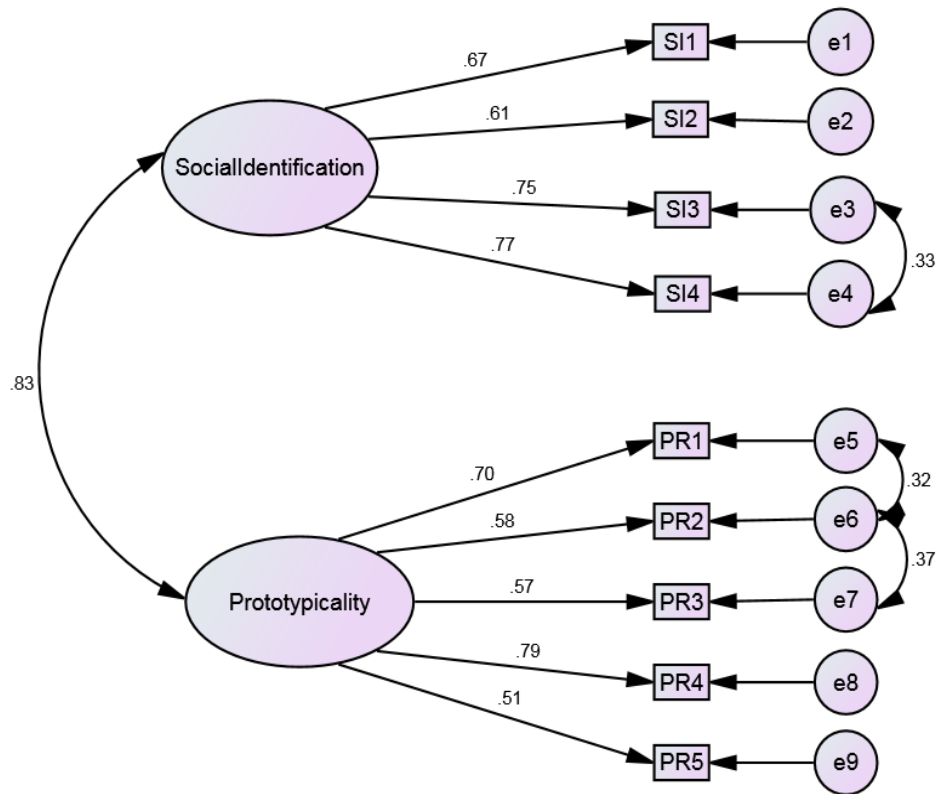 SI1
e1
.67
SI2
e2
.61
SocialIdentification
SI3
e3
.75
.33
SI4
e4
.77
.83
PR1
e5
.70
.32
PR2
e6
.58
.37
Prototypicality
PR3
e7
.57
PR4
e8
.79
.51
PR5
e9